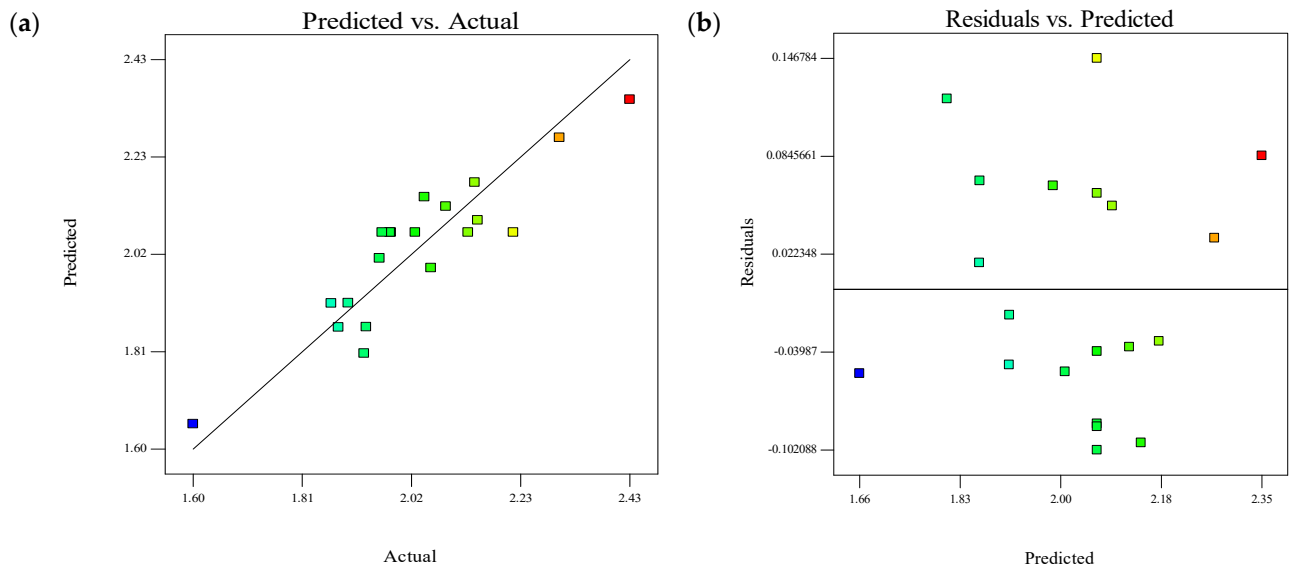 (a)
Predicted vs. Actual
2.43
2.23
2.02
1.81
1.60
Predicted
1.60
1.81
2.02
2.23
2.43
Actual
(b)
Residuals vs. Predicted
0.146784
0.0845661
0.022348
-0.03987
-0.102088
Residuals
1.66
1.83
2.00
2.18
2.35
Predicted